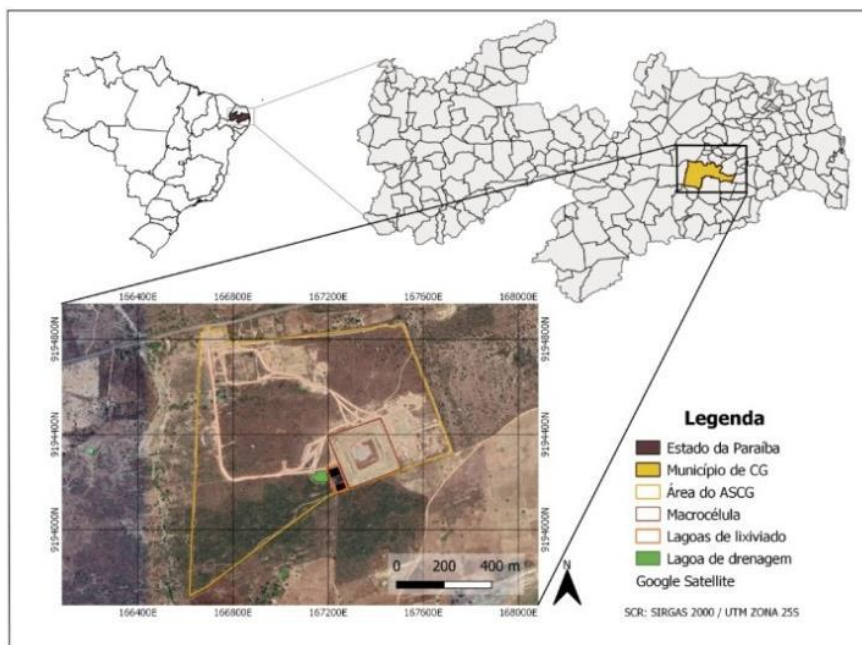 166400E 166800E 167200E 167600E 168000E
9194800N
9194800N
9194400N
9194400N
9194000N
9194000N
0 200 400 m
166400E 166800E 167200E 167600E 168000E
N
Legenda
Estado da Paraíba
Município de CG
Área do ASCG
Macrocélula
Lagoas de lixiviado
Lagoa de drenagem
Google Satellite
SCR: SIRGAS 2000 / UTM ZONA 25S